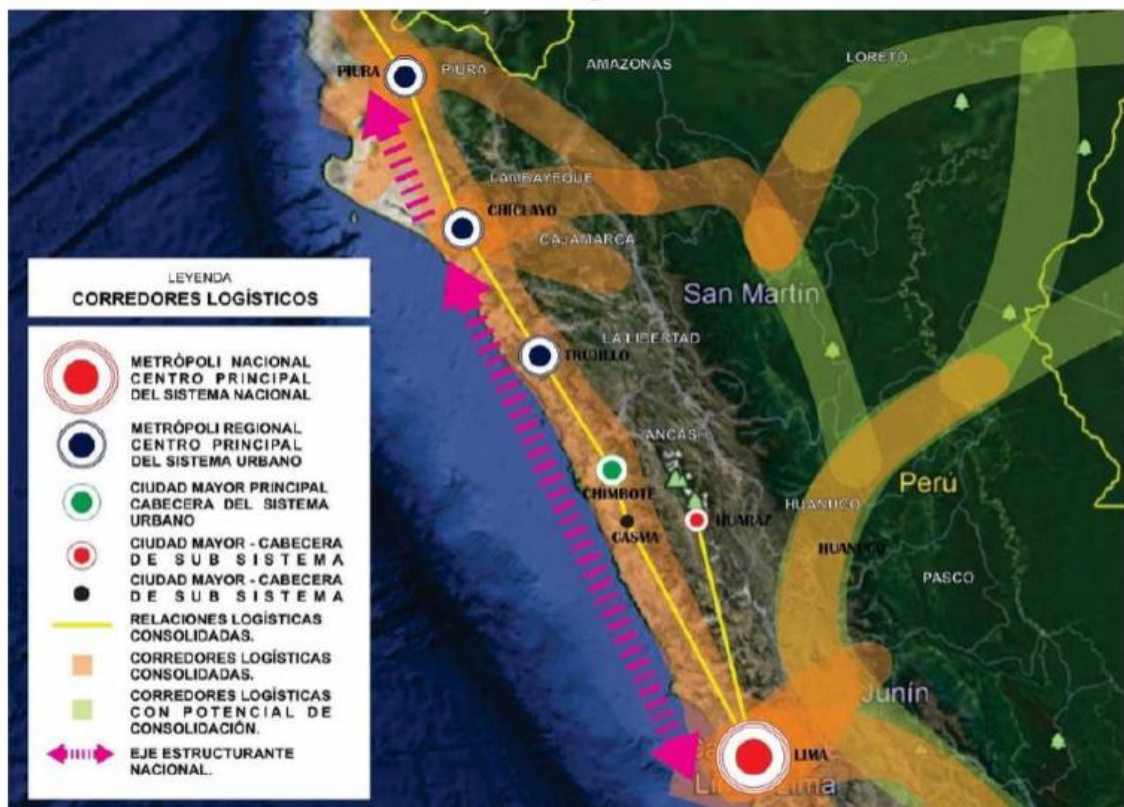 PIURA
PIURA
AMAZONAS
LORETO
LAMBAYEQUE
CHICLAYO
CAJAMARCA
San Martín
LA LIBERTAD
TRUJILLO
ANCASH
CHIMBOTE
CASMA
HUARAZ
HUANUCO
Perú
HUANUCO
PASCO
Junín
LIMA
Lima
LEYENDA
CORREDORES LOGÍSTICOS
METRÓPOLI NACIONAL
CENTRO PRINCIPAL
DEL SISTEMA NACIONAL
METRÓPOLI REGIONAL
CENTRO PRINCIPAL
DEL SISTEMA URBANO
CIUDAD MAYOR PRINCIPAL
CABECERA DEL SISTEMA
URBANO
CIUDAD MAYOR - CABECERA
DE SUB SISTEMA
CIUDAD MAYOR - CABECERA
DE SUB SISTEMA
RELACIONES LOGÍSTICAS
CONSOLIDADAS.
CORREDORES LOGÍSTICAS
CONSOLIDADAS.
CORREDORES LOGÍSTICAS
CON POTENCIAL DE
CONSOLIDACIÓN.
EJE ESTRUCTURANTE
NACIONAL.